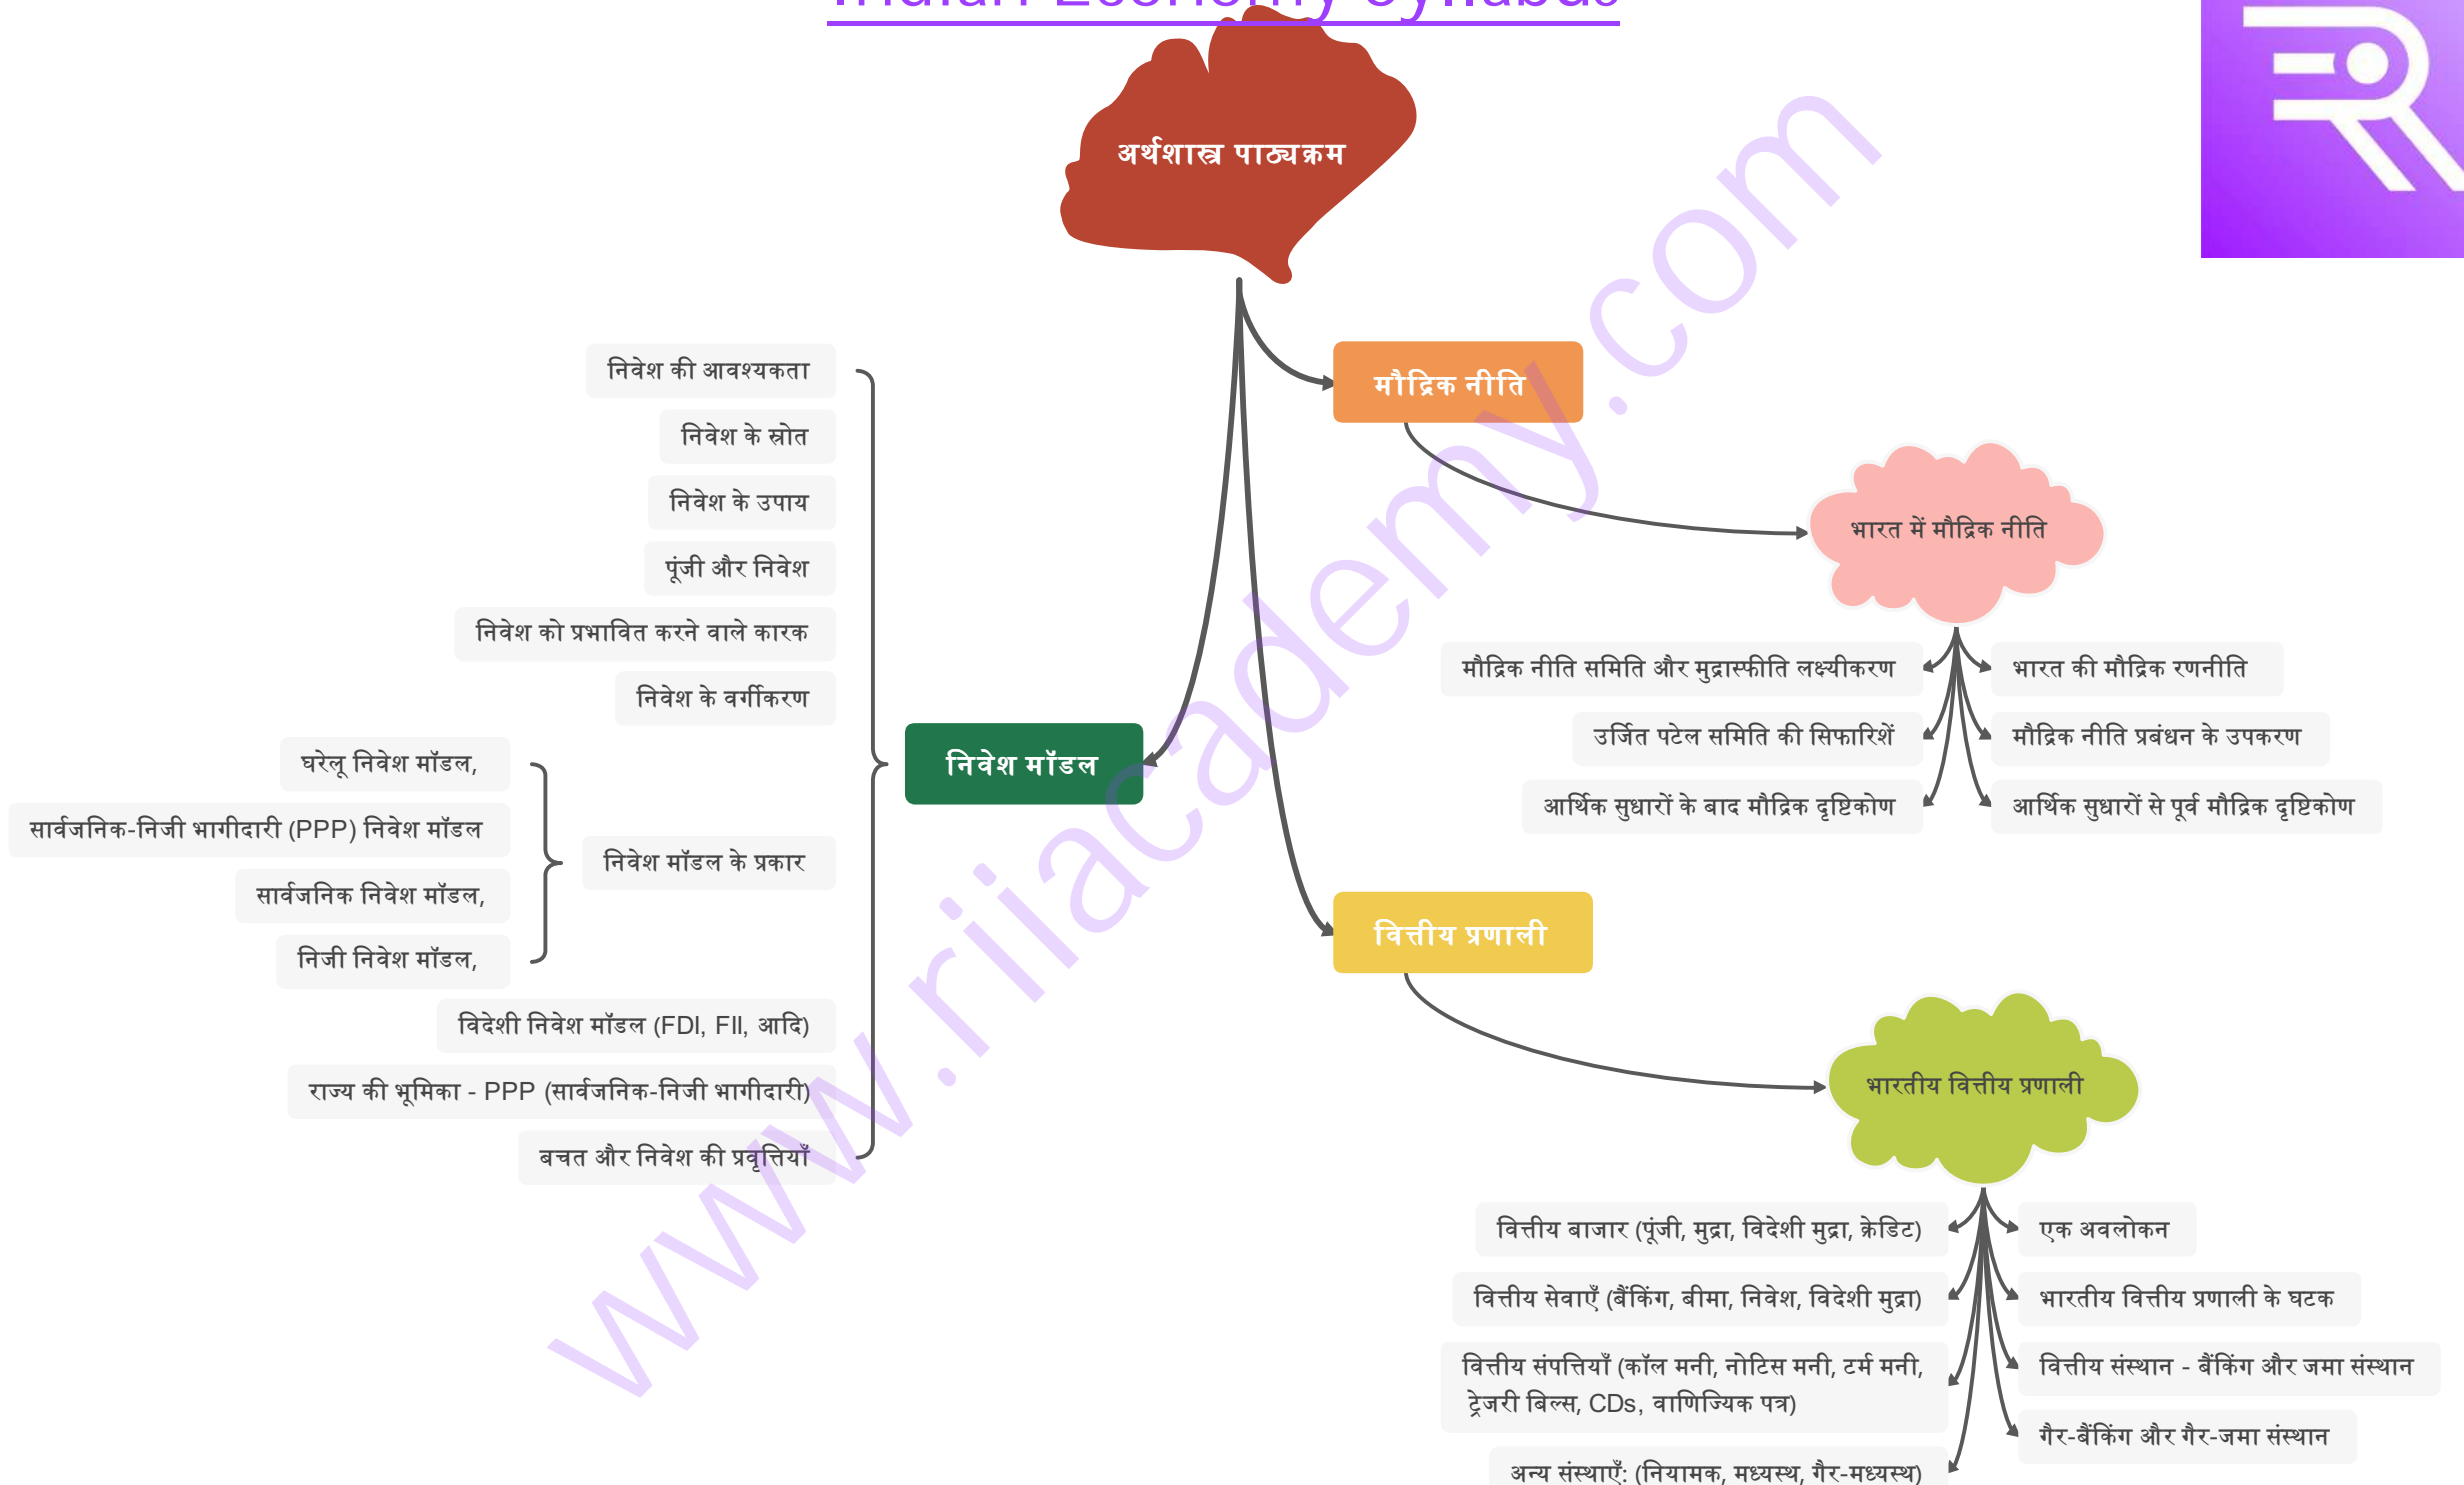 Indian Economy Syllabus
अर्थशास्त्र पाठ्यक्रम
मौद्रिक नीति
भारत में मौद्रिक नीति
मौद्रिक नीति समिति और मुद्रास्फीति लक्ष्यीकरण
भारत की मौद्रिक रणनीति
उर्जित पटेल समिति की सिफारिशें
मौद्रिक नीति प्रबंधन के उपकरण
आर्थिक सुधारों के बाद मौद्रिक दृष्टिकोण
आर्थिक सुधारों से पूर्व मौद्रिक दृष्टिकोण
निवेश मॉडल
निवेश की आवश्यकता
निवेश के स्रोत
निवेश के उपाय
पूंजी और निवेश
निवेश को प्रभावित करने वाले कारक
निवेश के वर्गीकरण
निवेश मॉडल के प्रकार
घरेलू निवेश मॉडल,
सार्वजनिक-निजी भागीदारी (PPP) निवेश मॉडल
सार्वजनिक निवेश मॉडल,
निजी निवेश मॉडल,
विदेशी निवेश मॉडल (FDI, FII, आदि)
राज्य की भूमिका - PPP (सार्वजनिक-निजी भागीदारी)
बचत और निवेश की प्रवृत्तियाँ
वित्तीय प्रणाली
भारतीय वित्तीय प्रणाली
वित्तीय बाजार (पूंजी, मुद्रा, विदेशी मुद्रा, क्रेडिट)
एक अवलोकन
वित्तीय सेवाएँ (बैंकिंग, बीमा, निवेश, विदेशी मुद्रा)
भारतीय वित्तीय प्रणाली के घटक
वित्तीय संपत्तियाँ (कॉल मनी, नोटिस मनी, टर्म मनी,
ट्रेजरी बिल्स, CDs, वाणिज्यिक पत्र)
वित्तीय संस्थान - बैंकिंग और जमा संस्थान
गैर-बैंकिंग और गैर-जमा संस्थान
अन्य संस्थाएँ: (नियामक, मध्यस्थ, गैर-मध्यस्थ)
www.riiacademy.com